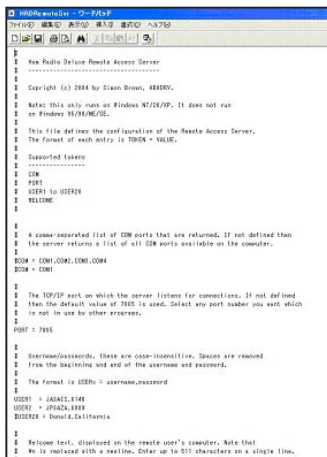 HRDRemoteSvr - ワードパッド
ファイル(F) 編集(E) 表示(V) 挿入(I) 書式(O) ヘルプ(H)
#
# Ham Radio Deluxe Remote Access Server
# -------------------------------------
#
# Copyright (c) 2004 by Simon Brown, HB9DRV.
#
# Note: this only runs on Windows NT/2K/XP. It does not run
# on Windows 95/98/ME/SE.
#
# This file defines the configuration of the Remote Access Server.
# The format of each entry is TOKEN = VALUE.
#
# Supported tokens
# ----------------
# COM
# PORT
# USER1 to USER20
# WELCOME
#
#
# A comma-separated list of COM ports that are returned. If not defined then
# the server returns a list of all COM ports available on the computer.
#
#COM = COM1,COM2,COM3,COM4
#COM = COM1
#
# The TCP/IP port on which the server listens for connections. If not defined
# then the default value of 7805 is used. Select any port number you want which
# is not in use by other programs.
#
PORT = 7805
#
# Username/passwords, these are case-insensitive. Spaces are removed
# from the beginning and end of the username and password.
#
# The format is USERx = username,password
#
USER1 =
USER2 =
#USER20 = Donald,California
#
# Welcome text, displayed on the remote user's computer. Note that
# #n is replaced with a newline. Enter up to 511 characters on a single line.